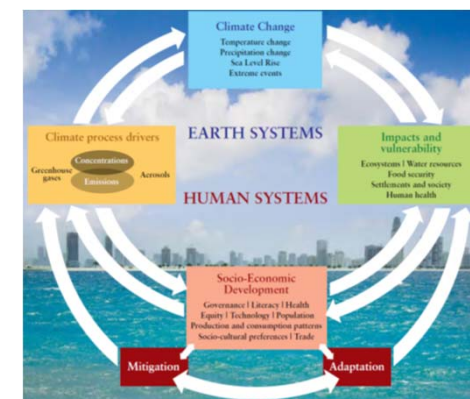 Climate Change
Temperature change
Precipitation change
Sea Level Rise
Extreme events
EARTH SYSTEMS
Climate process drivers
Greenhouse gases
Concentrations
Emissions
Aerosols
Impacts and
vulnerability
Ecosystems | Water resources
Food security
Settlements and society
Human health
HUMAN SYSTEMS
Socio-Economic
Development
Governance | Literacy | Health
Equity | Technology | Population
Production and consumption patterns
Socio-cultural preferences | Trade
Mitigation
Adaptation